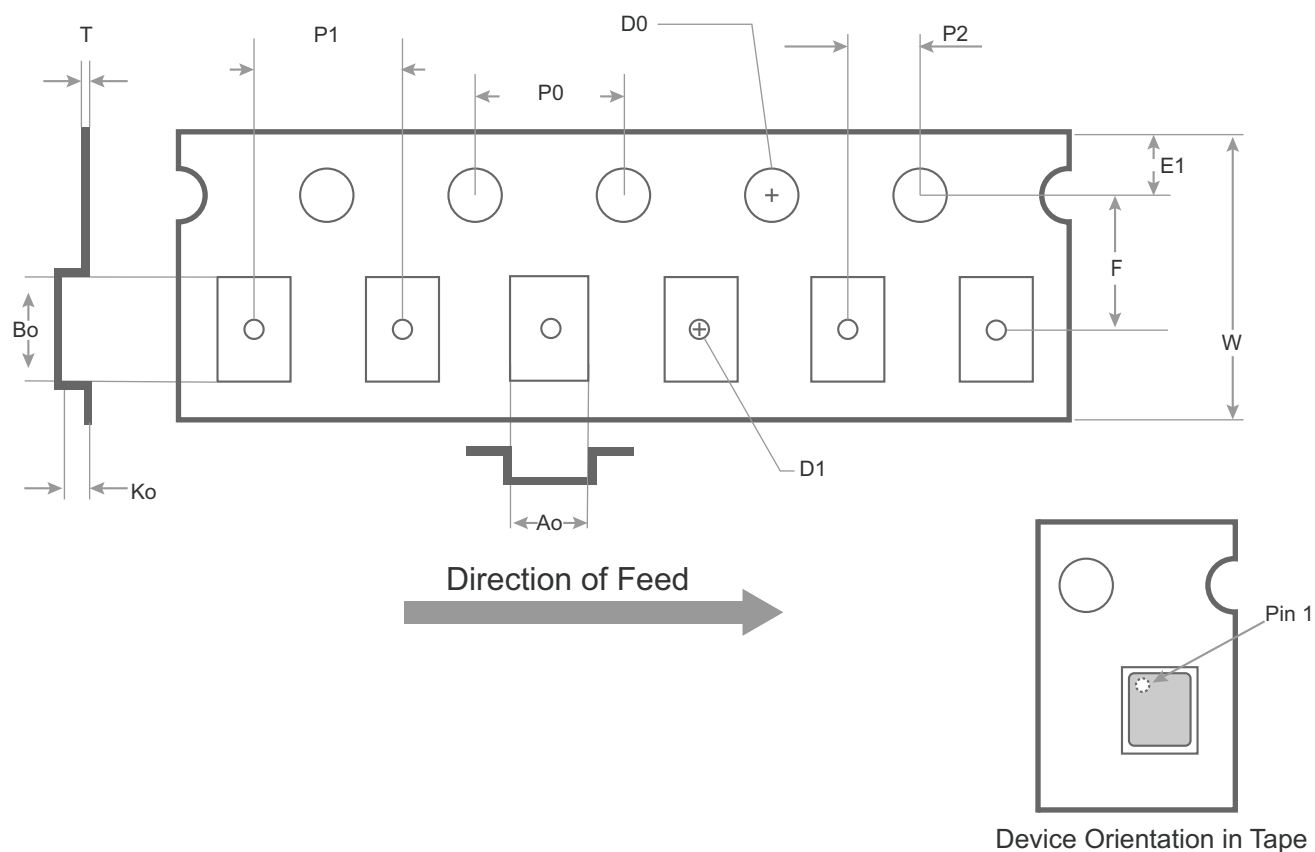 T
P1
D0
P2
P0
E1
F
Bo
W
D1
Ko
Ao
Direction of Feed
Pin 1
Device Orientation in Tape